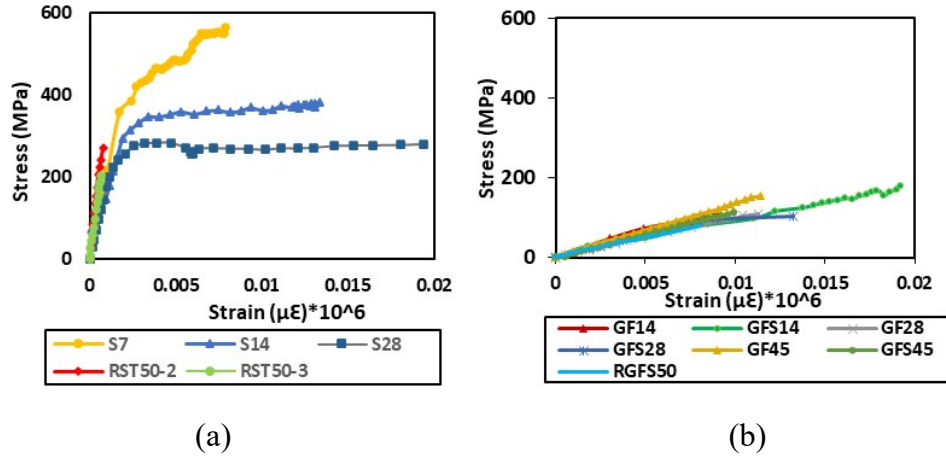 600
400
200
0
Stress (MPa)
0 0.005 0.01 0.015 0.02
Strain (µƐ)*10^6
S7 S14 S28
RST50-2 RST50-3
(a)
600
400
200
0
Stress (MPa)
0 0.005 0.01 0.015 0.02
Strain (µƐ)*10^6
GF14 GFS14 GF28
GFS28 GF45 GFS45
RGFS50
(b)